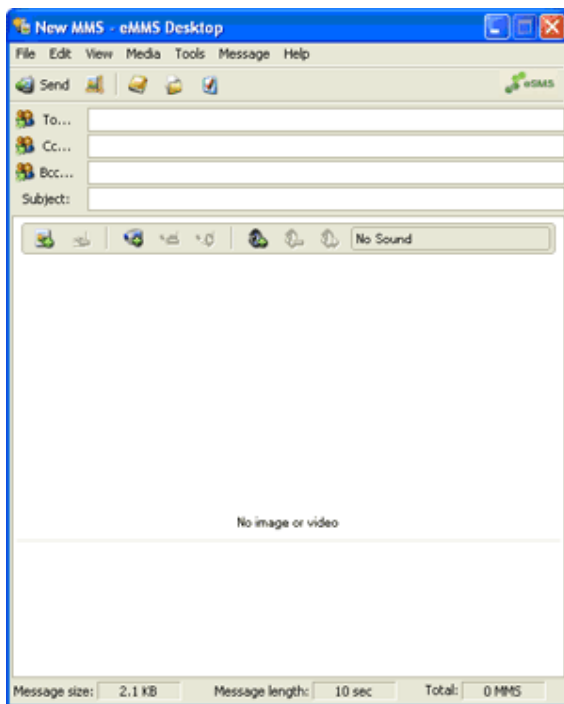 New MMS - eMMS Desktop
File Edit View Media Tools Message Help
Send eSMS
To...
Cc...
Bcc...
Subject:
No Sound
No image or video
Message size: 2.1 KB Message length: 10 sec Total: 0 MMS